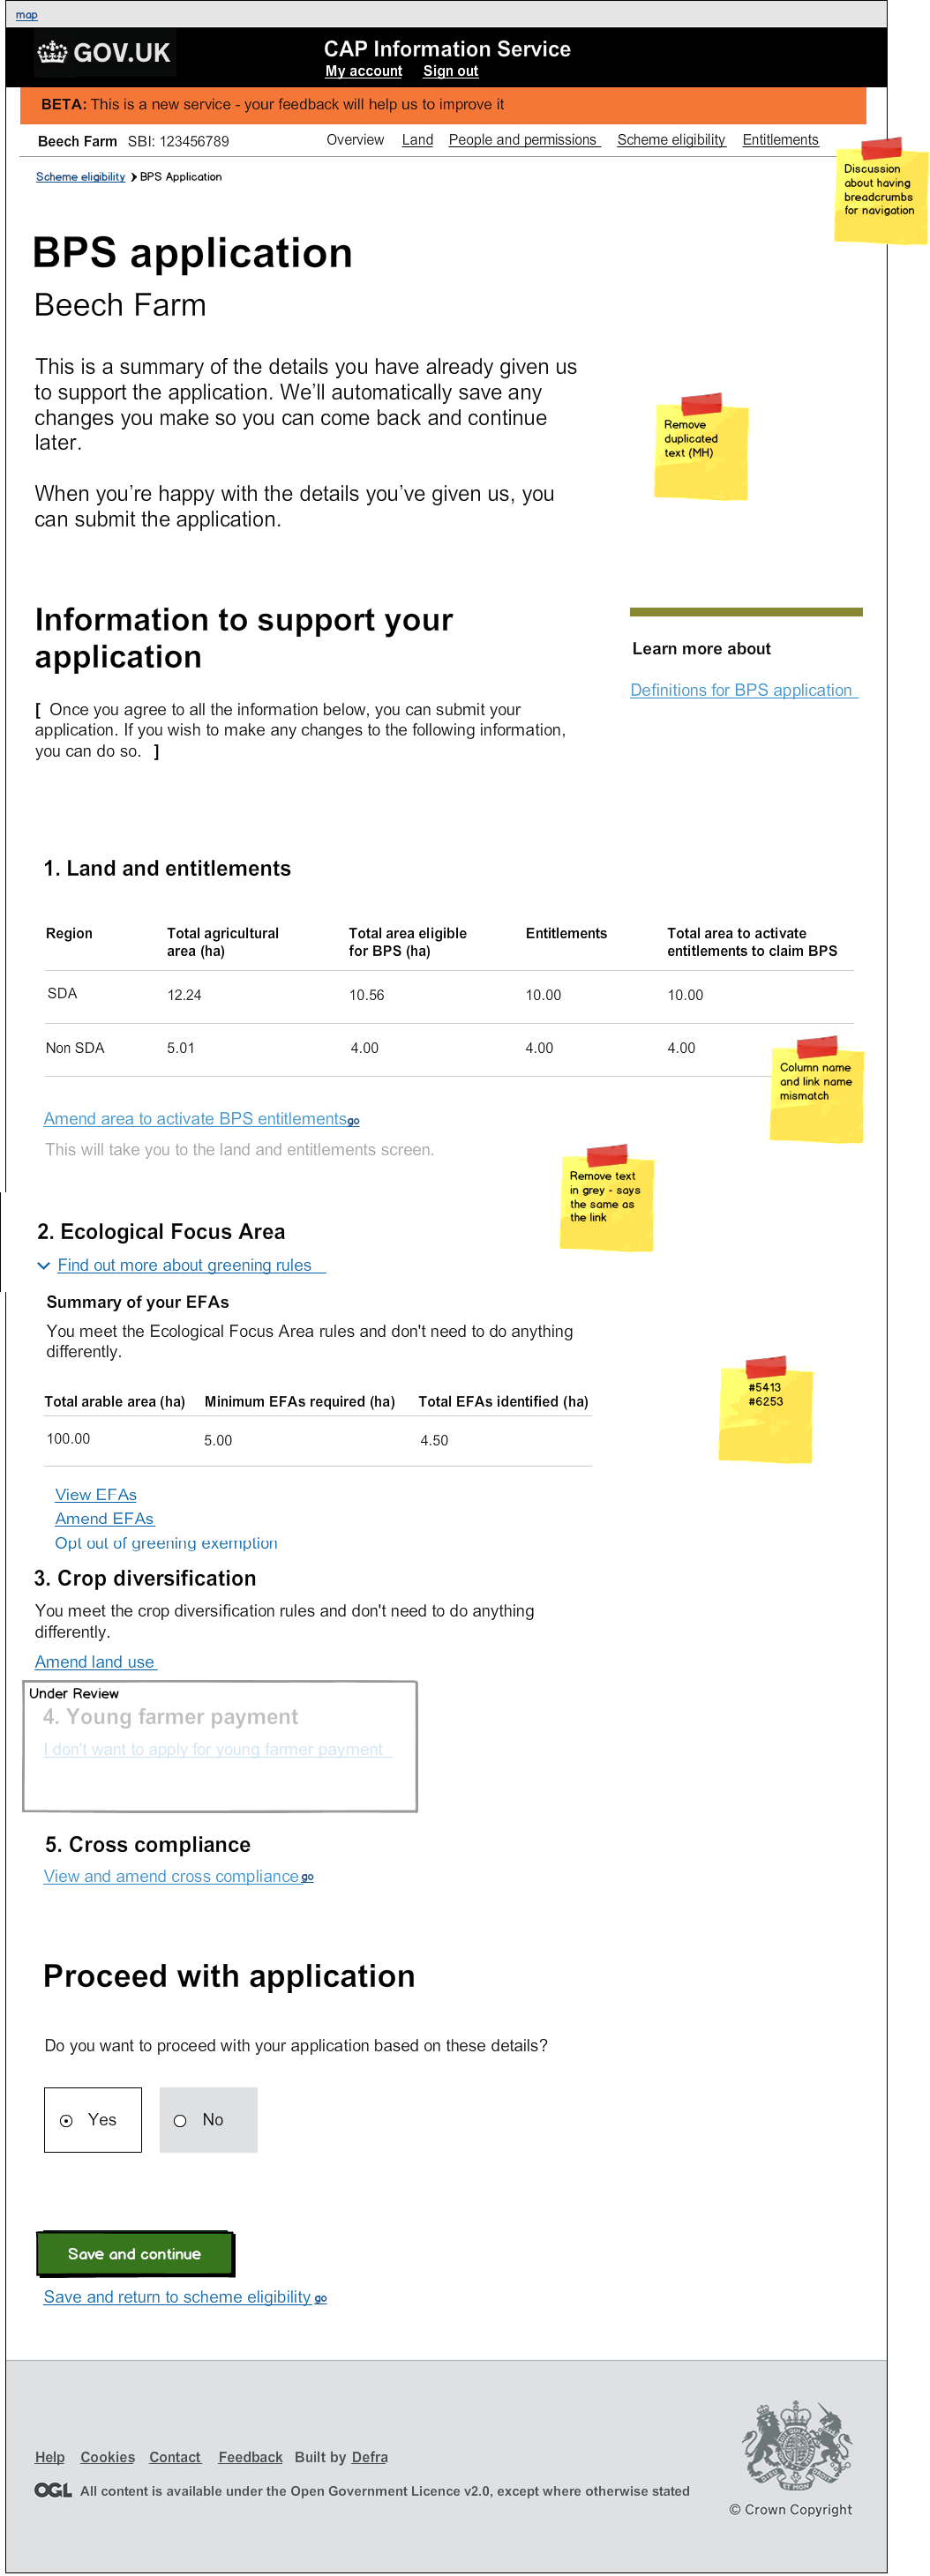 map
GOV.UK
CAP Information Service
My account Sign out
BETA: This is a new service - your feedback will help us to improve it
Beech Farm SBI: 123456789 Overview Land People and permissions Scheme eligibility Entitlements
Scheme eligibility BPS Application
Discussion
about having
breadcrumbs
for navigation
BPS application
Beech Farm
This is a summary of the details you have already given us
to support the application. We'll automatically save any
changes you make so you can come back and continue
later.
Remove
duplicated
text (MH)
When you're happy with the details you've given us, you
can submit the application.
Information to support your
application
Learn more about
Definitions for BPS application
[ Once you agree to all the information below, you can submit your
application. If you wish to make any changes to the following information,
you can do so. ]
1. Land and entitlements
Region Total agricultural area (ha) Total area eligible for BPS (ha) Entitlements Total area to activate entitlements to claim BPS
SDA 12.24 10.56 10.00 10.00
Non SDA 5.01 4.00 4.00 4.00
Column name
and link name
mismatch
Amend area to activate BPS entitlements go
This will take you to the land and entitlements screen.
Remove text
in grey - says
the same as
the link
2. Ecological Focus Area
Find out more about greening rules
Summary of your EFAs
You meet the Ecological Focus Area rules and don't need to do anything
differently.
#5413
#6253
Total arable area (ha) Minimum EFAs required (ha) Total EFAs identified (ha)
100.00 5.00 4.50
View EFAs
Amend EFAs
Opt out of greening exemption
3. Crop diversification
You meet the crop diversification rules and don't need to do anything
differently.
Amend land use
Under Review
4. Young farmer payment
I don't want to apply for young farmer payment
5. Cross compliance
View and amend cross compliance go
Proceed with application
Do you want to proceed with your application based on these details?
Yes No
Save and continue
Save and return to scheme eligibility go
Help Cookies Contact Feedback Built by Defra
OGL All content is available under the Open Government Licence v2.0, except where otherwise stated
© Crown Copyright